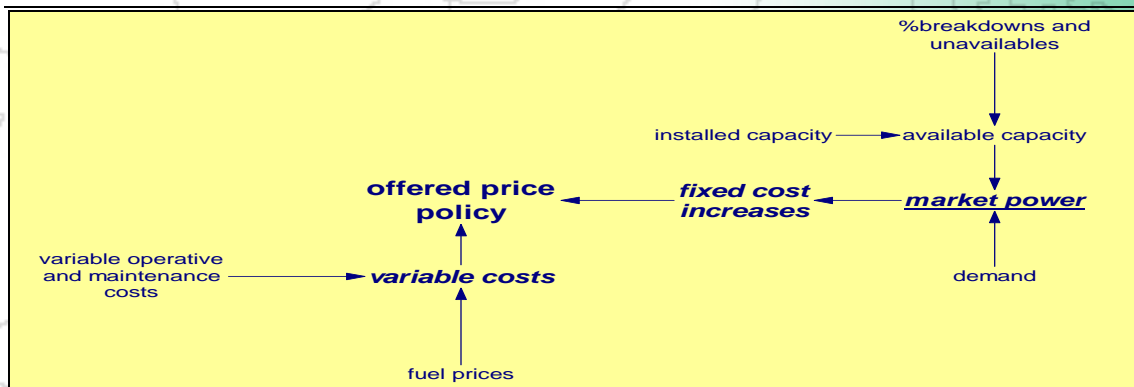 %breakdowns and
unavailables
installed capacity
available capacity
offered price
policy
fixed cost
increases
market power
variable operative
and maintenance
costs
variable costs
demand
fuel prices